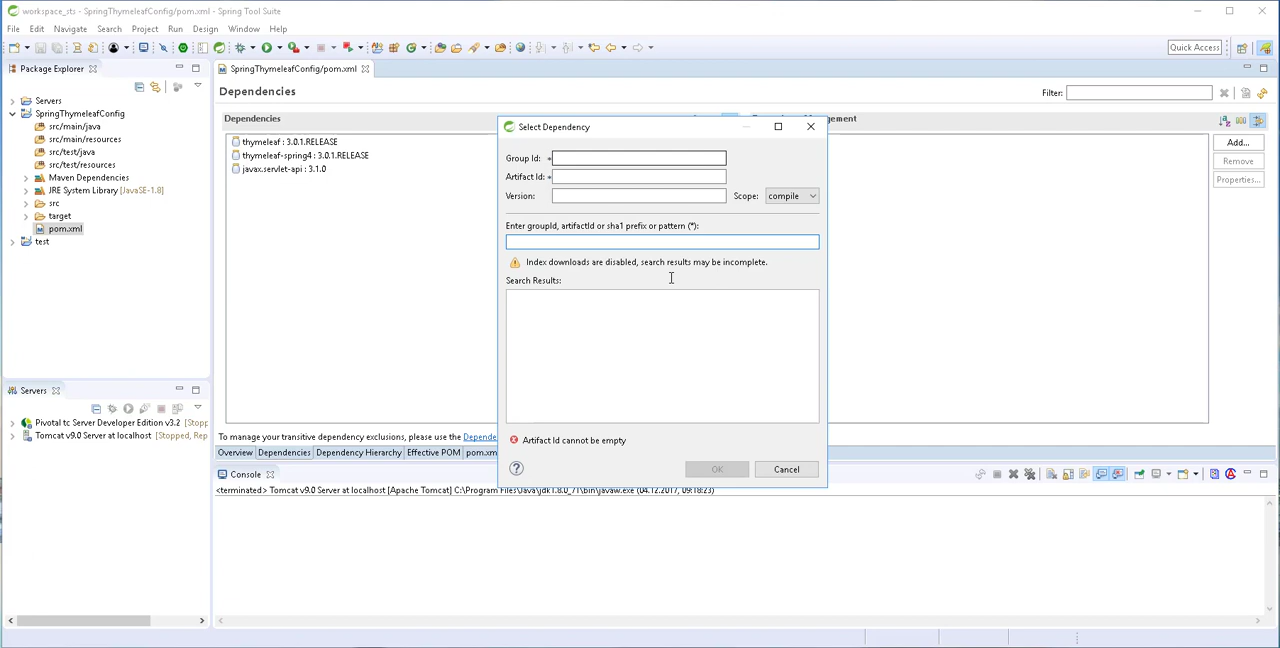 workspace_sts - SpringThymeleafConfig/pom.xml - Spring Tool Suite
File Edit Navigate Search Project Run Design Window Help
Quick Access
Package Explorer
Servers
SpringThymeleafConfig
src/main/java
src/main/resources
src/test/java
src/test/resources
Maven Dependencies
JRE System Library [JavaSE-1.8]
src
target
pom.xml
test
SpringThymeleafConfig/pom.xml
Dependencies
Filter:
Dependencies
thymeleaf : 3.0.1.RELEASE
thymeleaf-spring4 : 3.0.1.RELEASE
javax.servlet-api : 3.1.0
Add...
Remove
Properties...
Select Dependency
Group Id: *
Artifact Id: *
Version:
Scope: compile
Enter groupId, artifactId or sha1 prefix or pattern (*):
Index downloads are disabled, search results may be incomplete.
Search Results:
Artifact Id cannot be empty
OK
Cancel
To manage your transitive dependency exclusions, please use the Depende
Overview Dependencies Dependency Hierarchy Effective POM pom.xm
Servers
Pivotal tc Server Developer Edition v3.2 [Stopp
Tomcat v9.0 Server at localhost [Stopped, Rep
Console
<terminated> Tomcat v9.0 Server at localhost [Apache Tomcat] C:\Program Files\Java\jdk1.8.0_71\bin\javaw.exe (04.12.2017, 09:18:23)